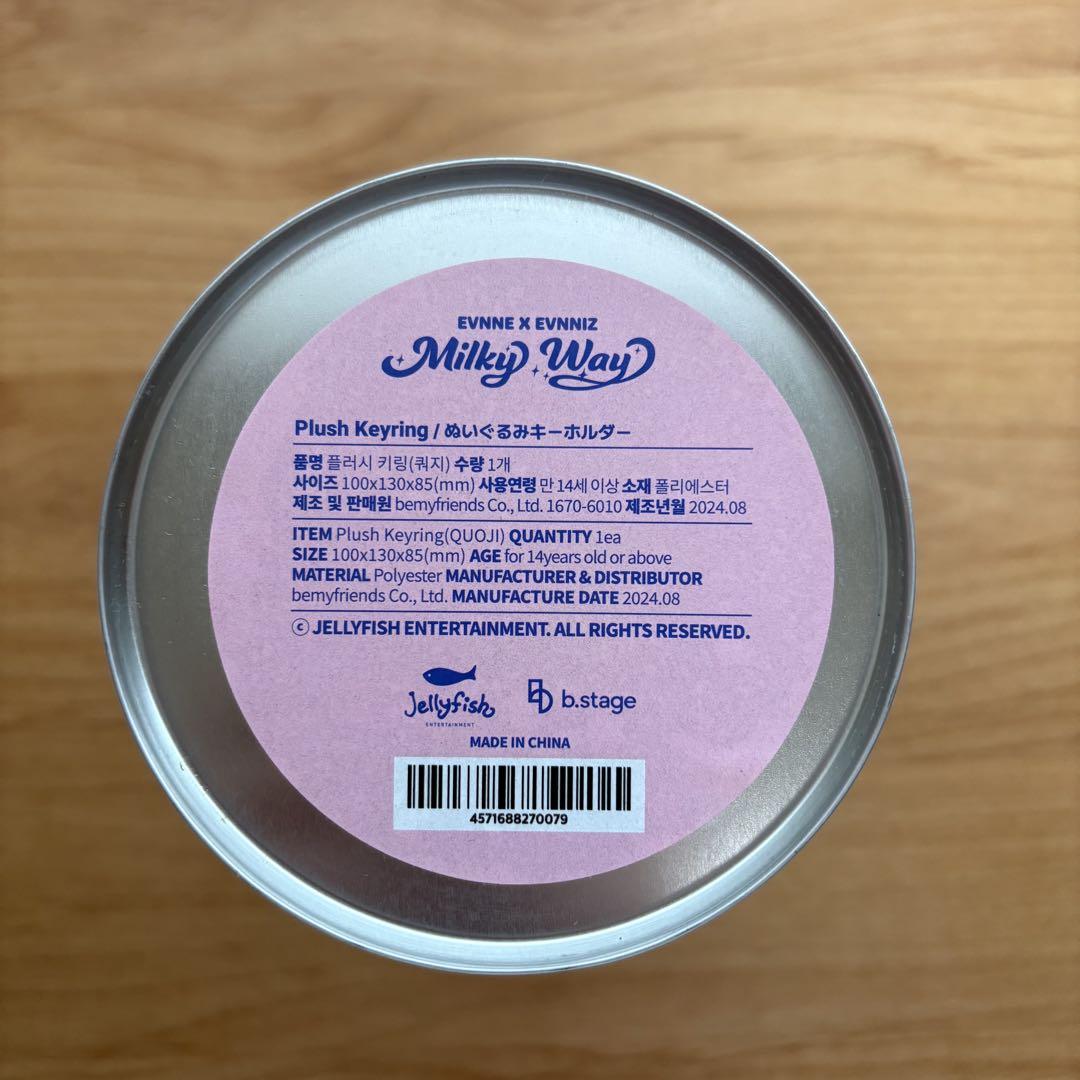 EVNNE X EVNNIZ
Milky Way
Plush Keyring / ぬいぐるみキーホルダー
품명 플러시 키링(쿼지) 수량 1개
사이즈 100x130x85(mm) 사용연령 만 14세 이상 소재 폴리에스터
제조 및 판매원 bemyfriends Co., Ltd. 1670-6010 제조년월 2024.08
ITEM Plush Keyring(QUOJI) QUANTITY 1ea
SIZE 100x130x85(mm) AGE for 14years old or above
MATERIAL Polyester MANUFACTURER & DISTRIBUTOR
bemyfriends Co., Ltd. MANUFACTURE DATE 2024.08
ⓒ JELLYFISH ENTERTAINMENT. ALL RIGHTS RESERVED.
Jellyfish b.stage
ENTERTAINMENT
MADE IN CHINA
4571688270079